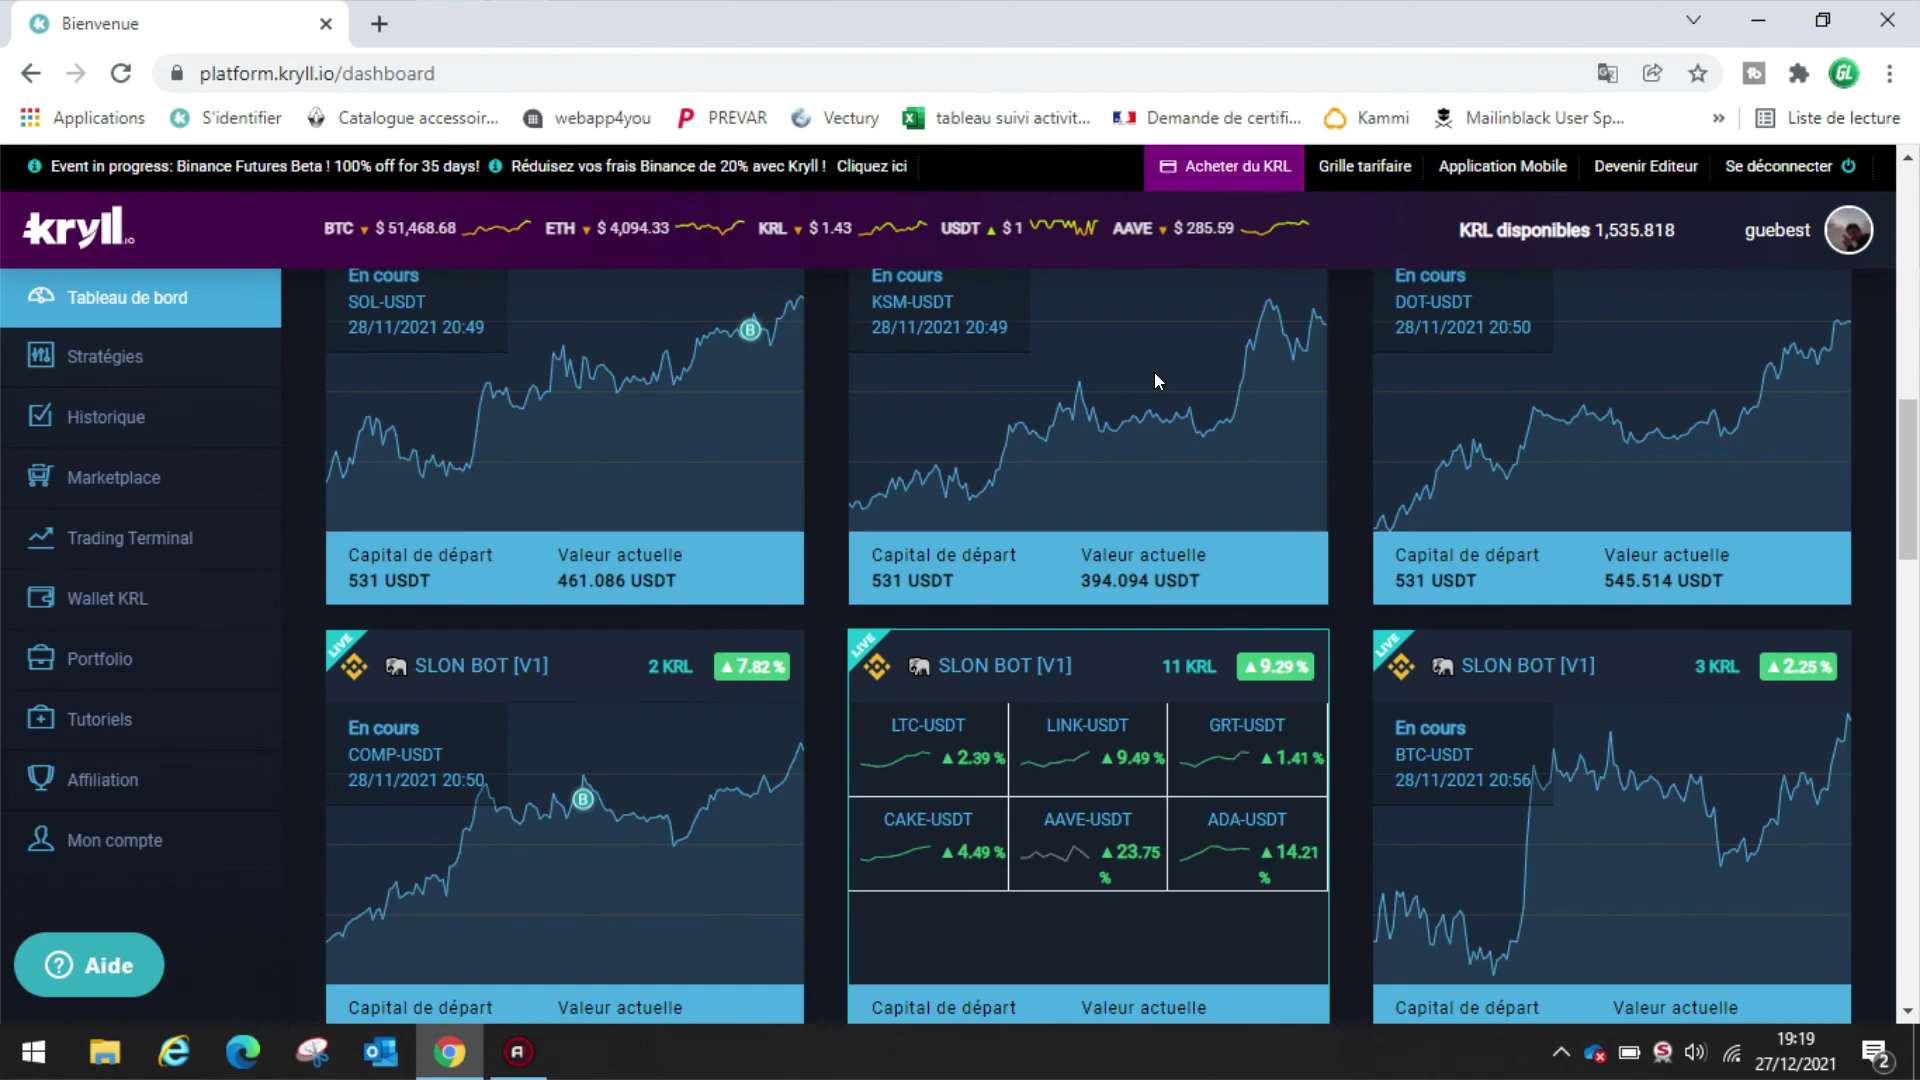 Bienvenue
platform.kryll.io/dashboard
Applications S'identifier Catalogue accessoir... webapp4you PREVAR Vectury tableau suivi activit... Demande de certifi... Kammi Mailinblack User Sp... » Liste de lecture
Event in progress: Binance Futures Beta ! 100% off for 35 days! Réduisez vos frais Binance de 20% avec Kryll ! Cliquez ici
Acheter du KRL Grille tarifaire Application Mobile Devenir Editeur Se déconnecter
kryll.io
BTC ▼ $ 51,468.68 ETH ▼ $ 4,094.33 KRL ▼ $ 1.43 USDT ▲ $ 1 AAVE ▼ $ 285.59
KRL disponibles 1,535.818 guebest
Tableau de bord
Stratégies
Historique
Marketplace
Trading Terminal
Wallet KRL
Portfolio
Tutoriels
Affiliation
Mon compte
Aide
En cours
SOL-USDT
28/11/2021 20:49
B
Capital de départ Valeur actuelle
531 USDT 461.086 USDT
En cours
KSM-USDT
28/11/2021 20:49
Capital de départ Valeur actuelle
531 USDT 394.094 USDT
En cours
DOT-USDT
28/11/2021 20:50
Capital de départ Valeur actuelle
531 USDT 545.514 USDT
LIVE
SLON BOT [V1] 2 KRL ▲7.82 %
En cours
COMP-USDT
28/11/2021 20:50
B
Capital de départ Valeur actuelle
LIVE
SLON BOT [V1] 11 KRL ▲9.29 %
LTC-USDT LINK-USDT GRT-USDT
▲2.39 % ▲9.49 % ▲1.41 %
CAKE-USDT AAVE-USDT ADA-USDT
▲4.49 % ▲23.75 % ▲14.21 %
Capital de départ Valeur actuelle
LIVE
SLON BOT [V1] 3 KRL ▲2.25 %
En cours
BTC-USDT
28/11/2021 20:56
Capital de départ Valeur actuelle
19:19
27/12/2021
2